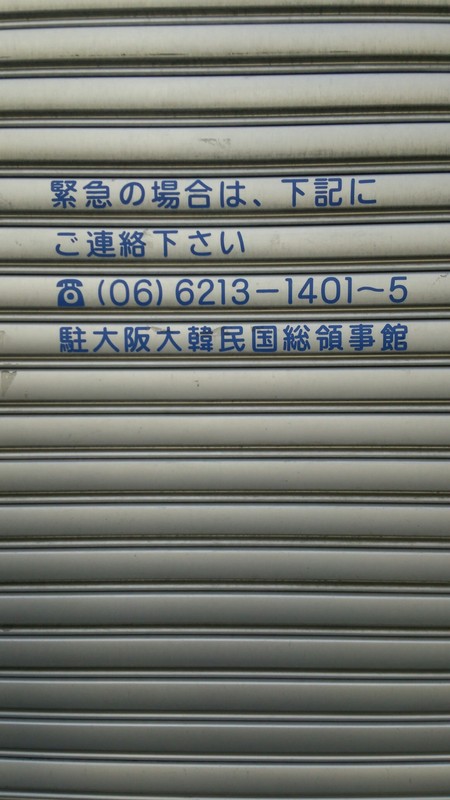 緊急の場合は、下記に
ご連絡下さい
☎(06)6213−1401〜5
駐大阪大韓民国総領事館